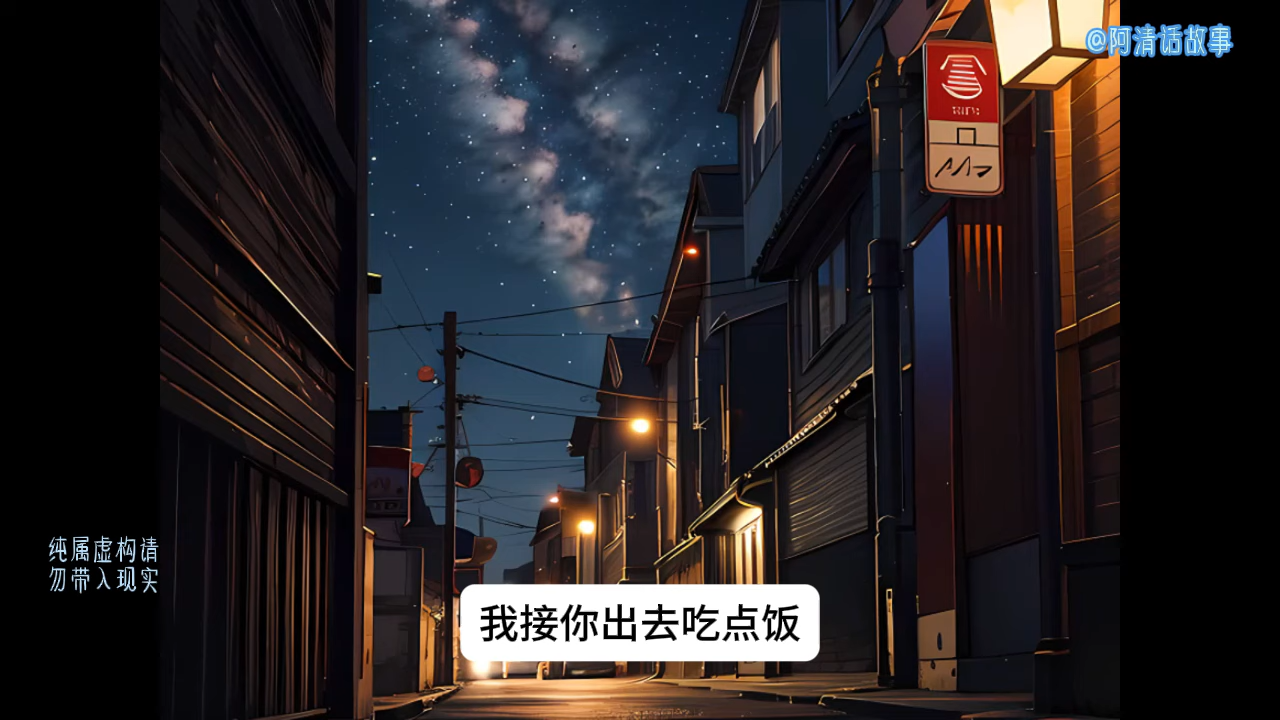 @阿清话故事
纯属虚构请
勿带入现实
我接你出去吃点饭